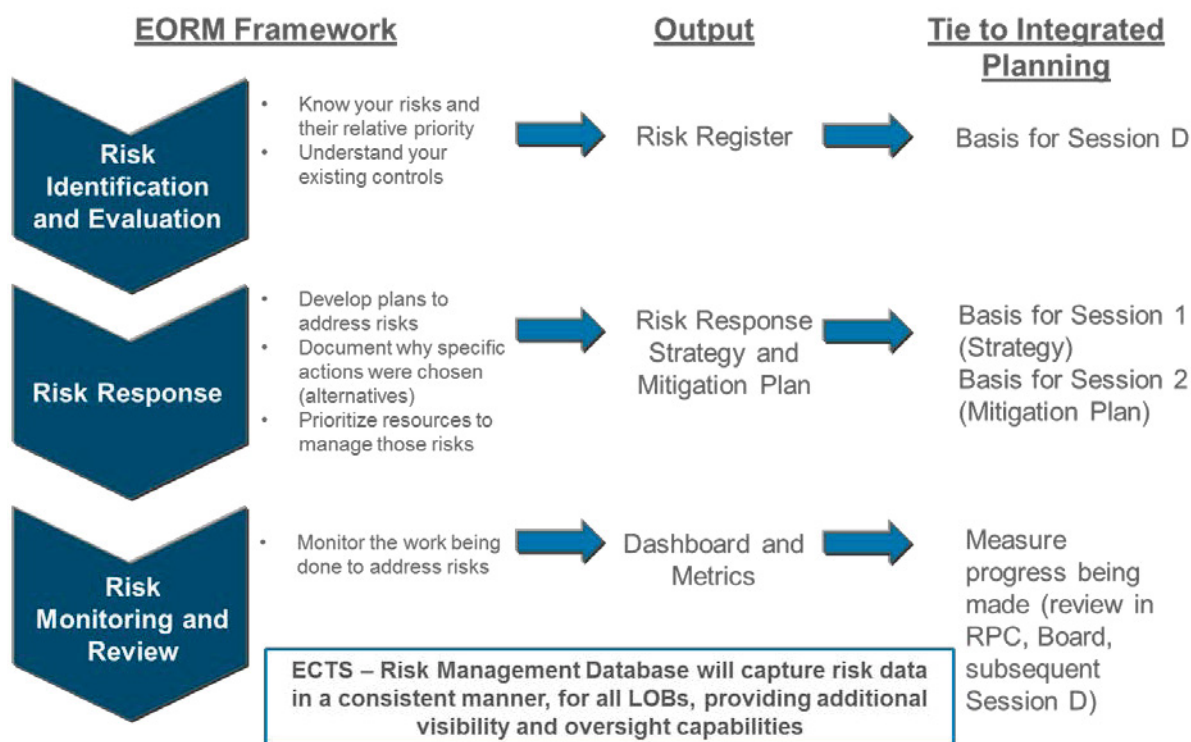 EORM Framework
Output
Tie to Integrated
Planning
Risk
Identification
and Evaluation
• Know your risks and
their relative priority
• Understand your
existing controls
Risk Register
Basis for Session D
Risk Response
• Develop plans to
address risks
• Document why specific
actions were chosen
(alternatives)
• Prioritize resources to
manage those risks
Risk Response
Strategy and
Mitigation Plan
Basis for Session 1
(Strategy)
Basis for Session 2
(Mitigation Plan)
Risk
Monitoring and
Review
• Monitor the work being
done to address risks
Dashboard and
Metrics
Measure
progress being
made (review in
RPC, Board,
subsequent
Session D)
ECTS – Risk Management Database will capture risk data
in a consistent manner, for all LOBs, providing additional
visibility and oversight capabilities